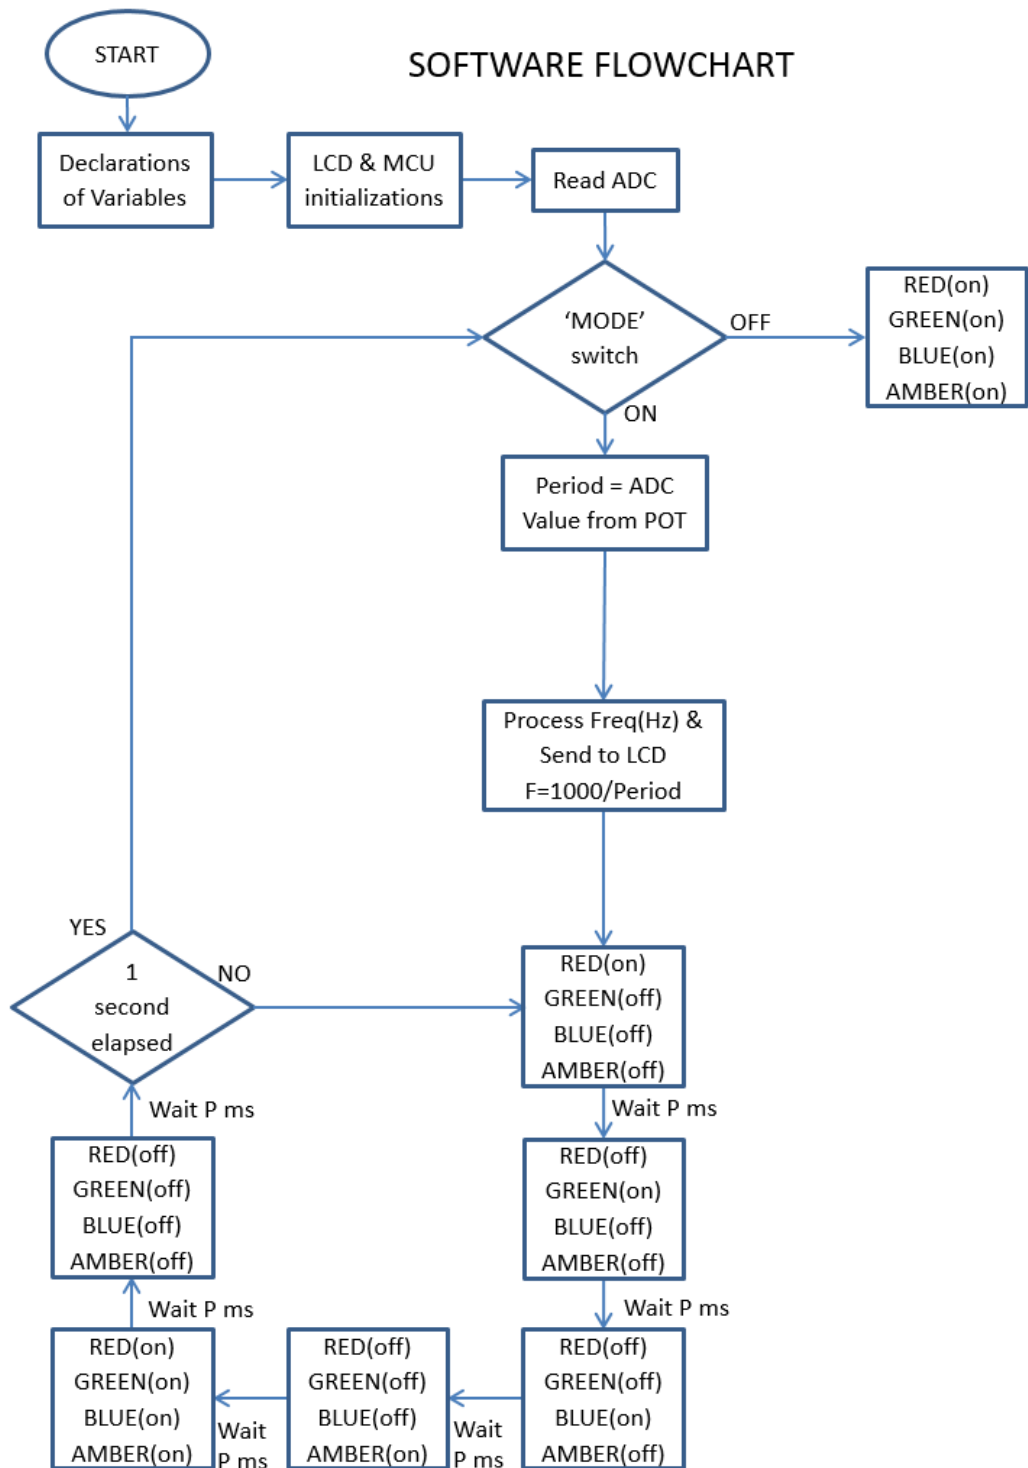 START
SOFTWARE FLOWCHART
Declarations
of Variables
LCD & MCU
initializations
Read ADC
‘MODE’
switch
OFF
RED(on)
GREEN(on)
BLUE(on)
AMBER(on)
ON
Period = ADC
Value from POT
Process Freq(Hz) &
Send to LCD
F=1000/Period
RED(on)
GREEN(off)
BLUE(off)
AMBER(off)
Wait P ms
RED(off)
GREEN(on)
BLUE(off)
AMBER(off)
Wait P ms
RED(off)
GREEN(off)
BLUE(on)
AMBER(off)
Wait
P ms
RED(off)
GREEN(off)
BLUE(off)
AMBER(on)
Wait
P ms
RED(on)
GREEN(on)
BLUE(on)
AMBER(on)
Wait P ms
RED(off)
GREEN(off)
BLUE(off)
AMBER(off)
Wait P ms
1
second
elapsed
YES
NO